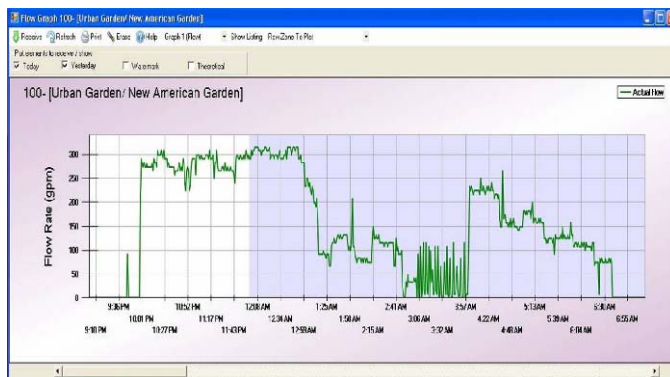 Flow Graph 100- [Urban Garden/ New American Garden]
Receive Refresh Print Erase Help Graph 1 (Flow) Show Listing Flow Zone To Plot
Put elements to receive / show
Today Yesterday Watermark Theoretical
100- [Urban Garden/ New American Garden]
Actual Flow
Flow Rate (gpm)
300
250
200
150
100
50
0
9:36 PM 10:01 PM 10:52 PM 11:17 PM 12:08 AM 1:25 AM 2:41 AM 3:57 AM 5:13 AM 6:30 AM
9:10 PM 10:27 PM 11:43 PM 12:34 AM 12:59 AM 1:50 AM 2:15 AM 3:06 AM 3:32 AM 4:22 AM 4:48 AM 5:39 AM 6:04 AM 6:55 AM